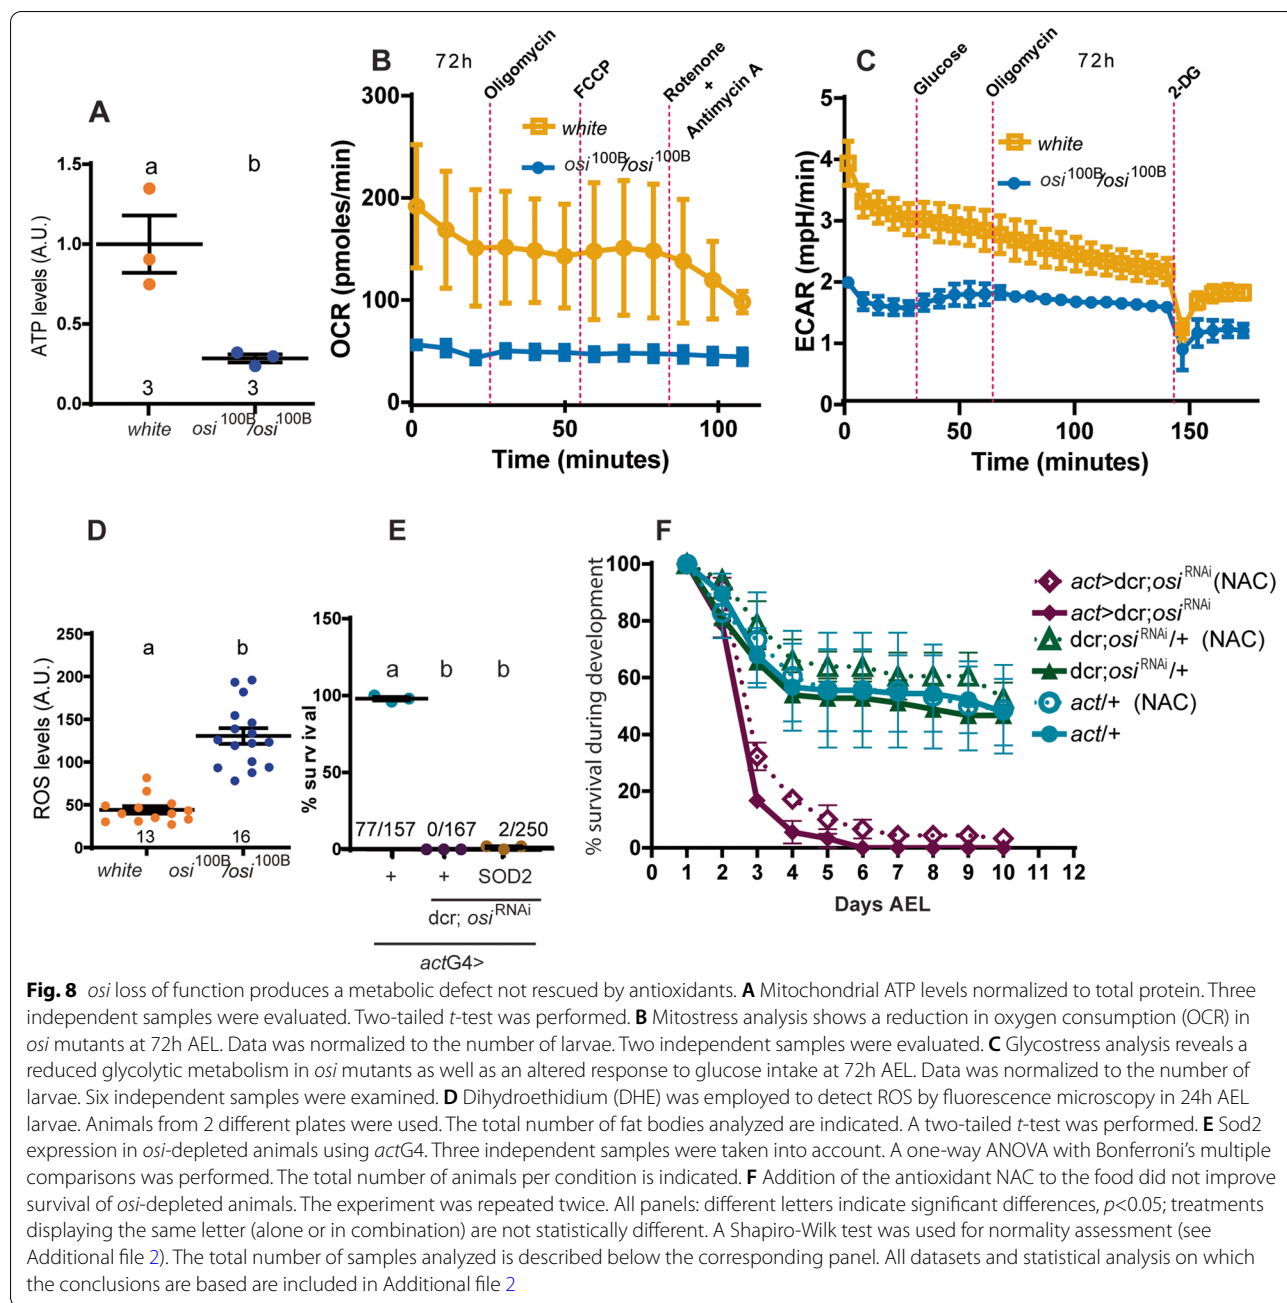 A
ATP levels (A.U.)
1.5
1.0
0.5
0.0
a
b
3
3
white
osi100B/osi100B
B
72h
Oligomycin
FCCP
Rotenone
+
Antimycin A
white
osi100B/osi100B
OCR (pmoles/min)
300
200
100
0
0
50
100
Time (minutes)
C
Glucose
Oligomycin
72h
2-DG
white
osi100B/osi100B
ECAR (mpH/min)
5
4
3
2
1
0
0
50
100
150
Time (minutes)
D
ROS levels (A.U.)
250
200
150
100
50
0
a
b
13
16
white
osi100B/osi100B
E
% survival
150
100
50
0
a
b
b
77/157
0/167
2/250
+
+
SOD2
dcr; osiRNAi
actG4>
F
% survival during development
100
80
60
40
20
0
0 1 2 3 4 5 6 7 8 9 10 11 12
Days AEL
act>dcr;osiRNAi (NAC)
act>dcr;osiRNAi
dcr;osiRNAi/+ (NAC)
dcr;osiRNAi/+
act/+ (NAC)
act/+
Fig. 8 osi loss of function produces a metabolic defect not rescued by antioxidants. A Mitochondrial ATP levels normalized to total protein. Three
independent samples were evaluated. Two-tailed t-test was performed. B Mitostress analysis shows a reduction in oxygen consumption (OCR) in
osi mutants at 72h AEL. Data was normalized to the number of larvae. Two independent samples were evaluated. C Glycostress analysis reveals a
reduced glycolytic metabolism in osi mutants as well as an altered response to glucose intake at 72h AEL. Data was normalized to the number of
larvae. Six independent samples were examined. D Dihydroethidium (DHE) was employed to detect ROS by fluorescence microscopy in 24h AEL
larvae. Animals from 2 different plates were used. The total number of fat bodies analyzed are indicated. A two-tailed t-test was performed. E Sod2
expression in osi-depleted animals using actG4. Three independent samples were taken into account. A one-way ANOVA with Bonferroni's multiple
comparisons was performed. The total number of animals per condition is indicated. F Addition of the antioxidant NAC to the food did not improve
survival of osi-depleted animals. The experiment was repeated twice. All panels: different letters indicate significant differences, p<0.05; treatments
displaying the same letter (alone or in combination) are not statistically different. A Shapiro-Wilk test was used for normality assessment (see
Additional file 2). The total number of samples analyzed is described below the corresponding panel. All datasets and statistical analysis on which
the conclusions are based are included in Additional file 2